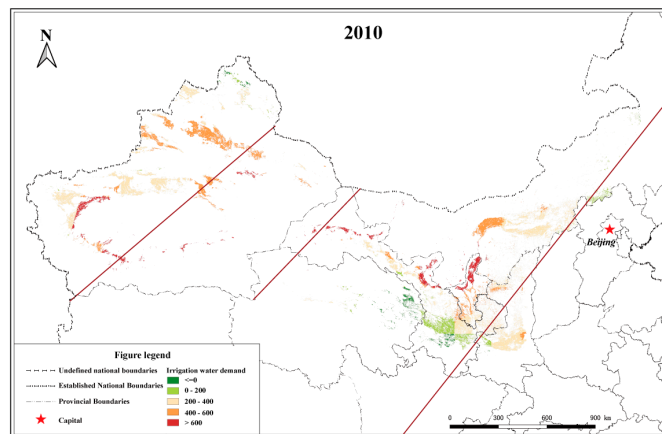 2010
N
Beijing
Figure legend
Undefined national boundaries
Established National Boundaries
Provincial Boundaries
Capital
Irrigation water demand
<=0
0 - 200
200 - 400
400 - 600
> 600
0 300 600 900 km